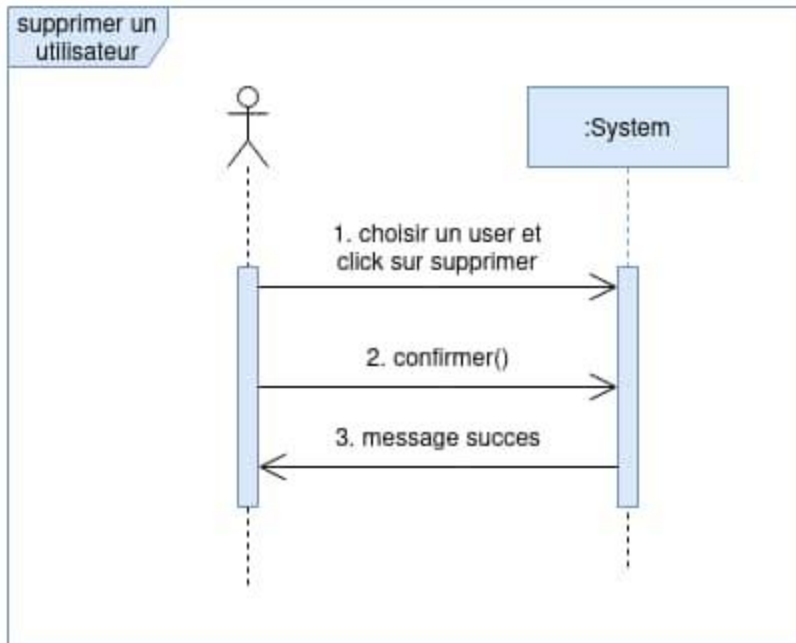 supprimer un
utilisateur
:System
1. choisir un user et
click sur supprimer
2. confirmer()
3. message succes